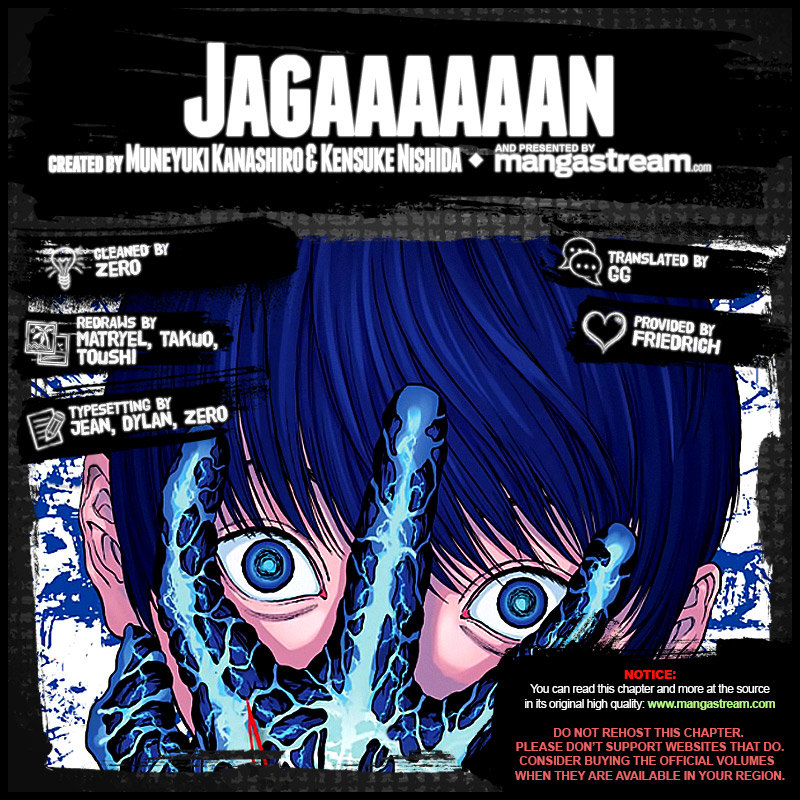 JAGAAAAAAN
CREATED BY MUNEYUKI KANASHIRO & KENSUKE NISHIDA ◆ AND PRESENTED BY mangastream.com
CLEANED BY
ZERO
REDRAWS BY
MATRYEL, TAKUO,
TOUSHI
TYPESETTING BY
JEAN, DYLAN, ZERO
TRANSLATED BY
GG
PROVIDED BY
FRIEDRICH
NOTICE:
You can read this chapter and more at the source
in its original high quality: www.mangastream.com
DO NOT REHOST THIS CHAPTER.
PLEASE DON'T SUPPORT WEBSITES THAT DO.
CONSIDER BUYING THE OFFICIAL VOLUMES
WHEN THEY ARE AVAILABLE IN YOUR REGION.